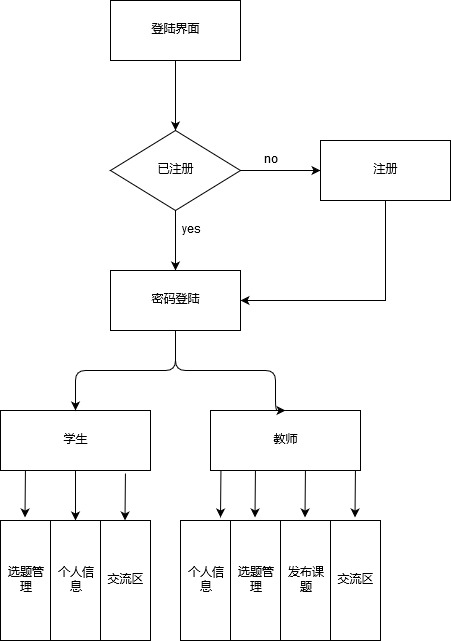 登陆界面
已注册
no
注册
yes
密码登陆
学生
教师
选题管
理
个人信
息
交流区
个人信
息
选题管
理
发布课
题
交流区